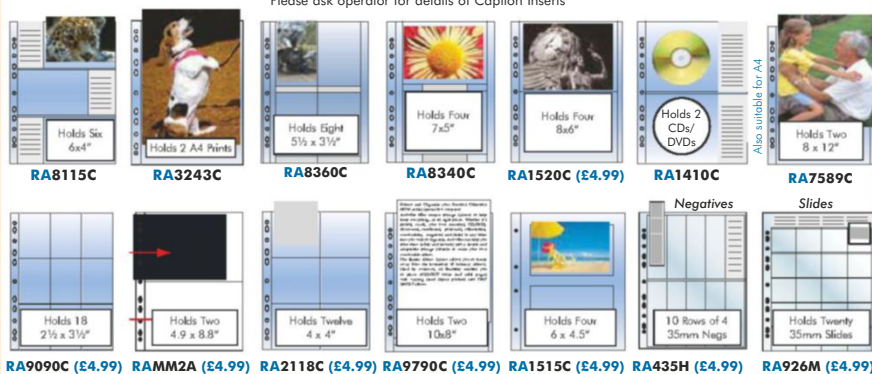 Please ask operator for details of Caption Inserts
Holds Six
6x4"
RA8115C
Holds 2 A4 Prints
RA3243C
Holds Eight
5½ x 3½"
RA8360C
Holds Four
7x5"
RA8340C
Holds Four
8x6"
RA1520C (£4.99)
Holds 2
CDs/
DVDs
RA1410C
Also suitable for A4
Holds Two
8 x 12"
RA7589C
Holds 18
2½ x 3½"
RA9090C (£4.99)
Holds Two
4.9 x 8.8"
RAMM2A (£4.99)
Holds Twelve
4 x 4"
RA2118C (£4.99)
Holds Two
10x8"
RA9790C (£4.99)
Holds Four
6 x 4.5"
RA1515C (£4.99)
Negatives
10 Rows of 4
35mm Negs
RA435H (£4.99)
Slides
Holds Twenty
35mm Slides
RA926M (£4.99)